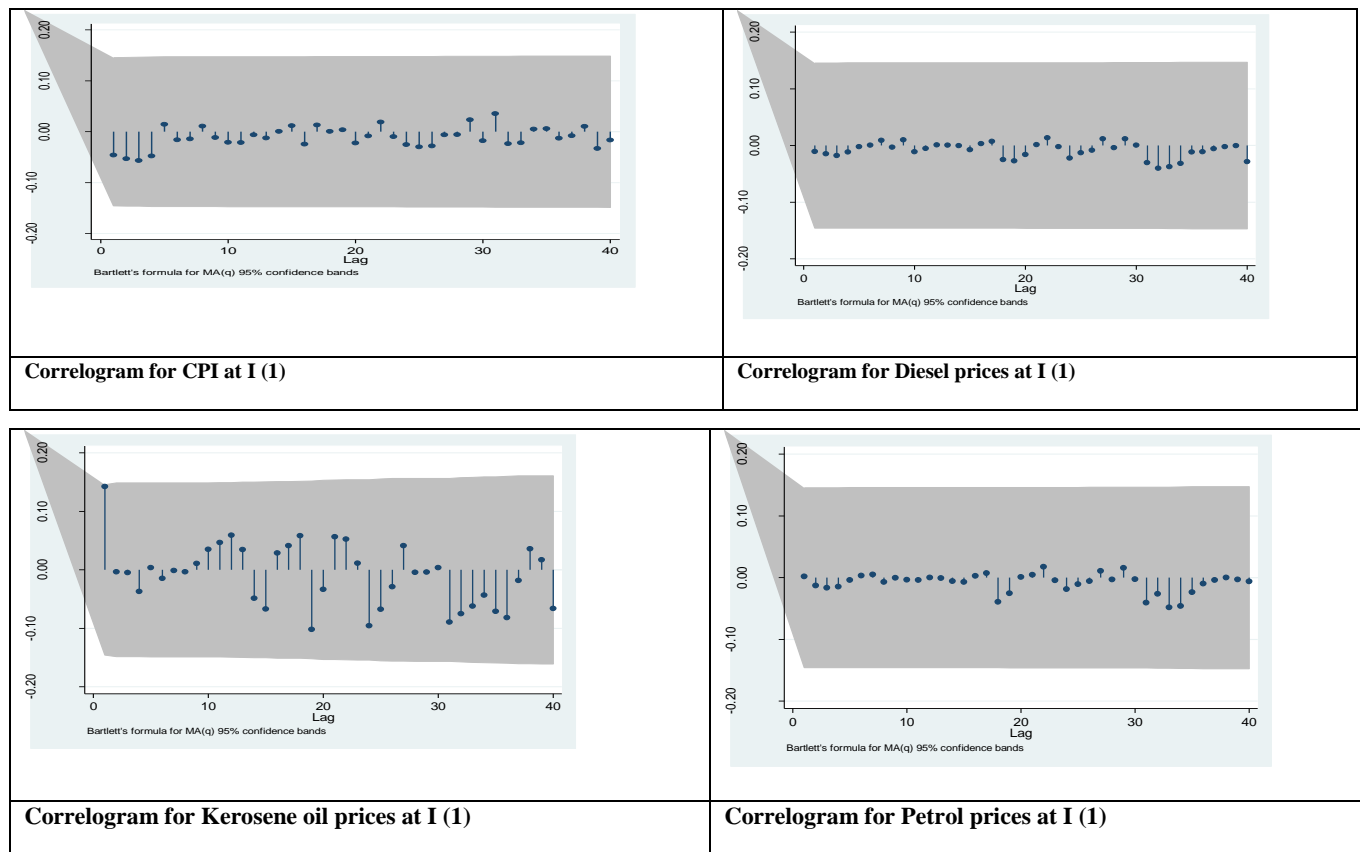 0.20
0.10
0.00
-0.10
-0.20
0 10 20 30 40
Lag
Bartlett's formula for MA(q) 95% confidence bands
Correlogram for CPI at I (1)
0.20
0.10
0.00
-0.10
-0.20
0 10 20 30 40
Lag
Bartlett's formula for MA(q) 95% confidence bands
Correlogram for Diesel prices at I (1)
0.20
0.10
0.00
-0.10
-0.20
0 10 20 30 40
Lag
Bartlett's formula for MA(q) 95% confidence bands
Correlogram for Kerosene oil prices at I (1)
0.20
0.10
0.00
-0.10
-0.20
0 10 20 30 40
Lag
Bartlett's formula for MA(q) 95% confidence bands
Correlogram for Petrol prices at I (1)